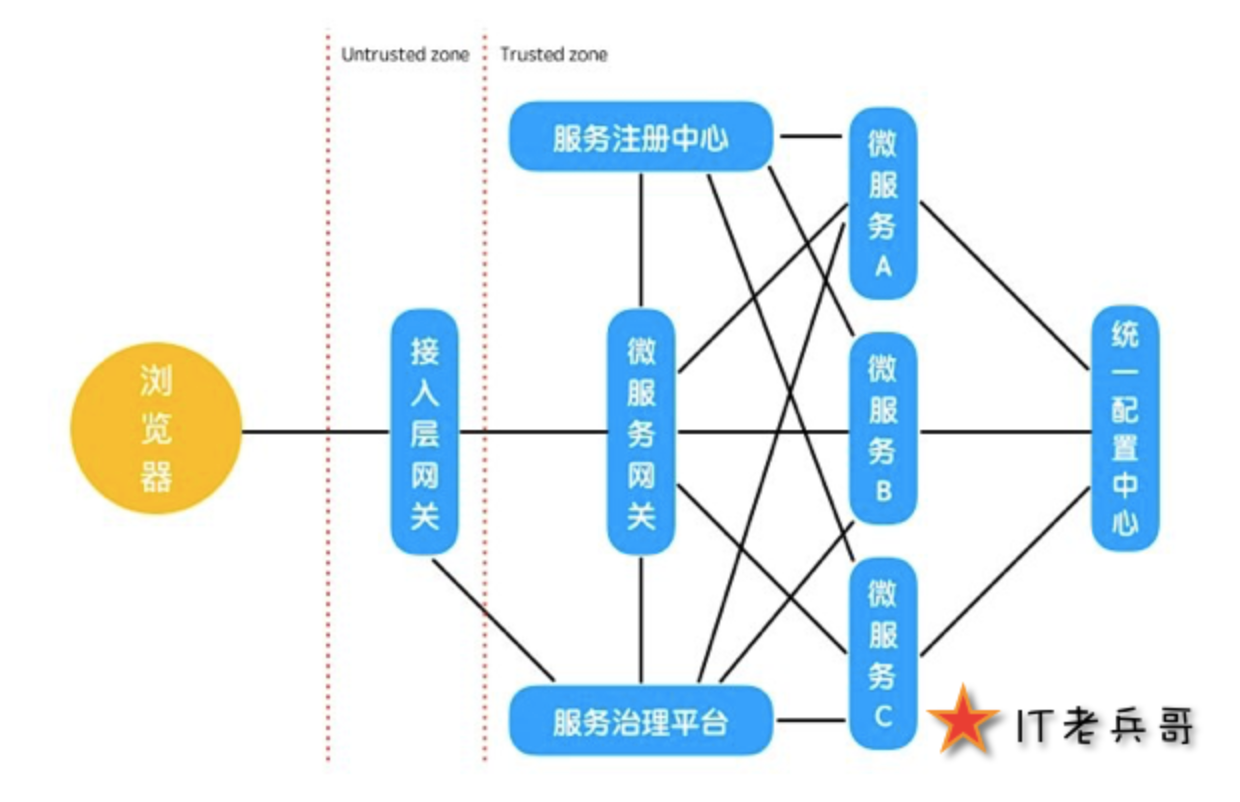 Untrusted zone
Trusted zone
服务注册中心
微服务A
浏览器
接入层网关
微服务网关
微服务B
统一配置中心
微服务C
服务治理平台
IT老兵哥